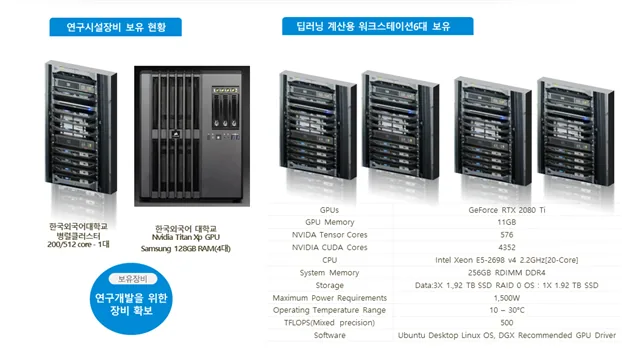 연구시설장비 보유 현황
딥러닝 계산용 워크스테이션6대 보유
한국외국어대학교
병렬클러스터
200/512 core - 1대
한국외국어 대학교
Nvidia Titan Xp GPU
Samsung 128GB RAM(4대)
보유장비
연구개발을 위한
장비 확보
GPUs GeForce RTX 2080 Ti
GPU Memory 11GB
NVIDA Tensor Cores 576
NVIDIA CUDA Cores 4352
CPU Intel Xeon E5-2698 v4 2.2GHz[20-Core]
System Memory 256GB RDIMM DDR4
Storage Data:3X 1.,92 TB SSD RAID 0 OS : 1X 1.92 TB SSD
Maximum Power Requirements 1,500W
Operating Temperature Range 10 – 30°C
TFLOPS(Mixed precision) 500
Software Ubuntu Desktop Linux OS, DGX Recommended GPU Driver